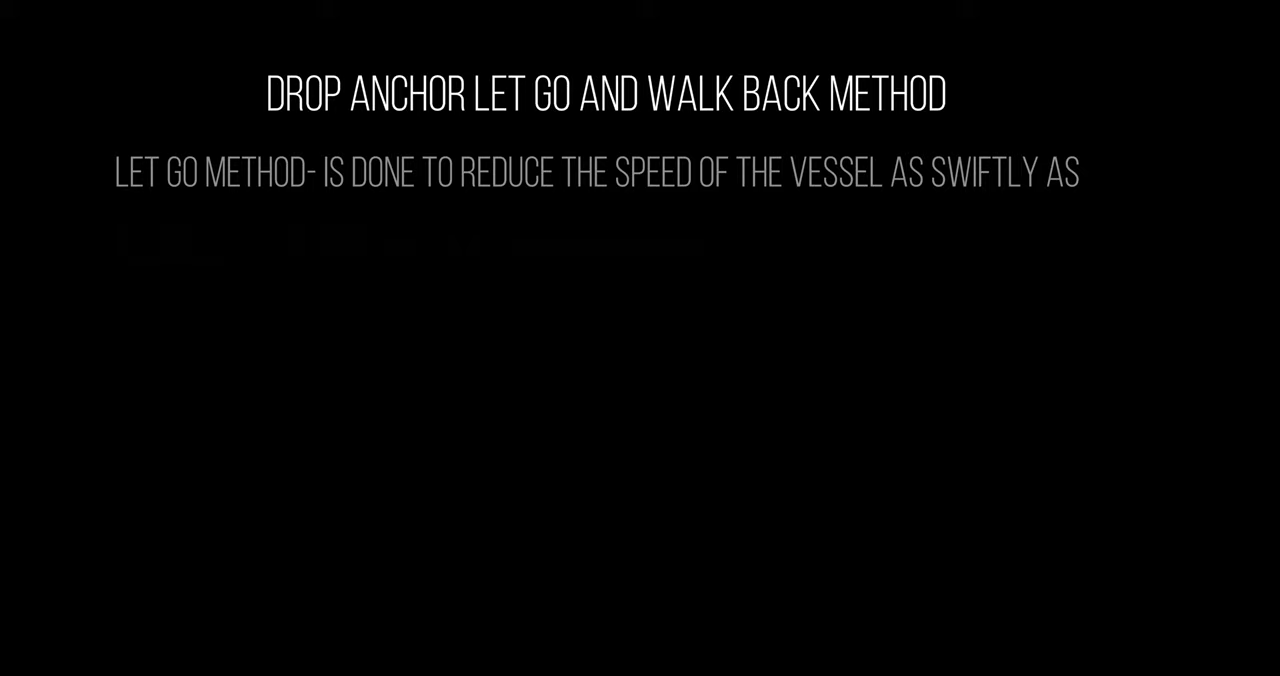 DROP ANCHOR LET GO AND WALK BACK METHOD
LET GO METHOD- IS DONE TO REDUCE THE SPEED OF THE VESSEL AS SWIFTLY AS